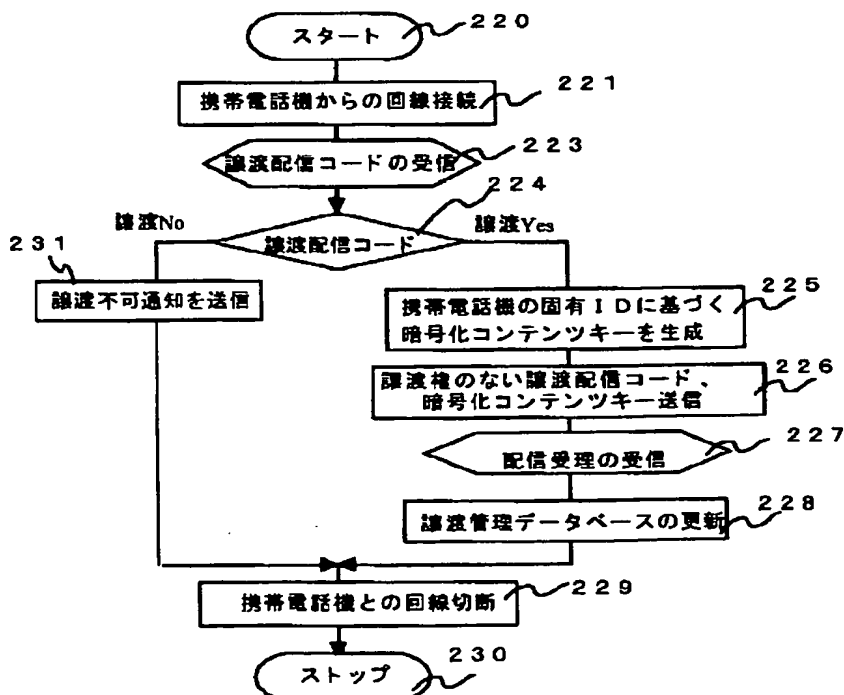 スタート
２２０
携帯電話機からの回線接続
２２１
譲渡配信コードの受信
２２３
２２４
譲渡No
譲渡配信コード
譲渡Yes
２３１
譲渡不可通知を送信
携帯電話機の固有ＩＤに基づく
暗号化コンテンツキーを生成
２２５
譲渡権のない譲渡配信コード、
暗号化コンテンツキー送信
２２６
配信受理の受信
２２７
譲渡管理データベースの更新
２２８
携帯電話機との回線切断
２２９
ストップ
２３０